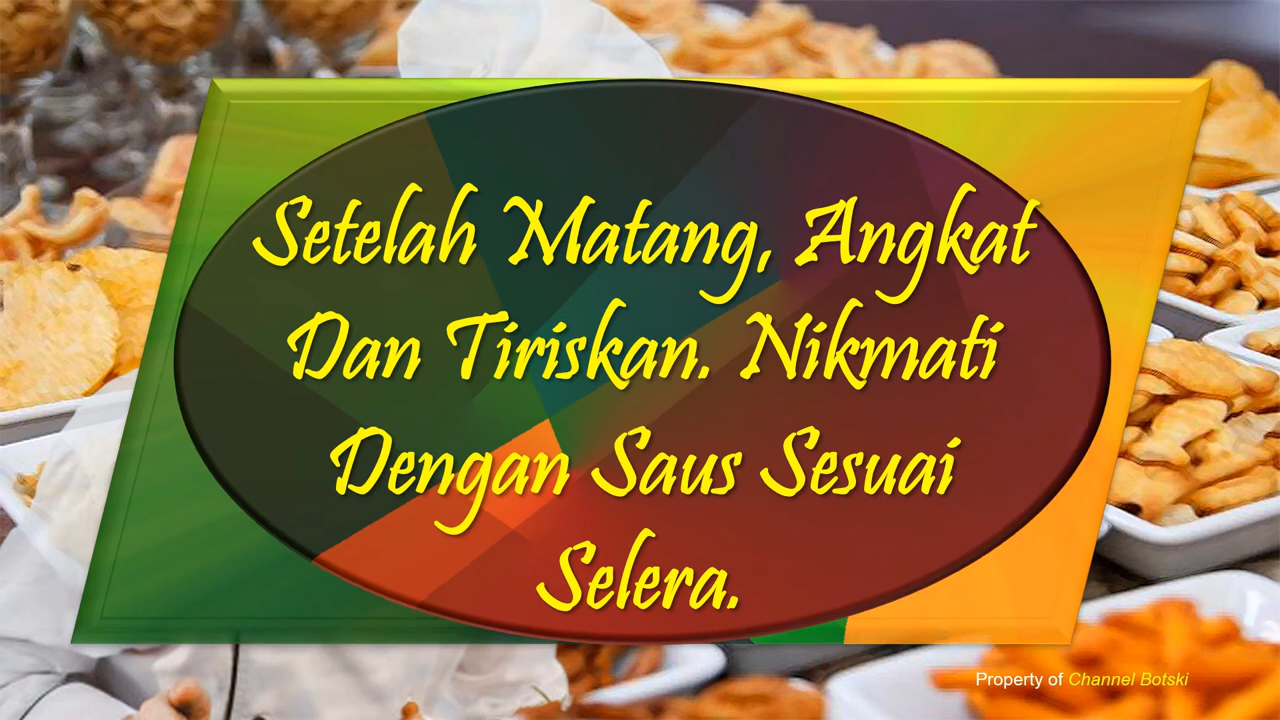 Setelah Matang, Angkat
Dan Tiriskan. Nikmati
Dengan Saus Sesuai
Selera.
Property of Channel Botski